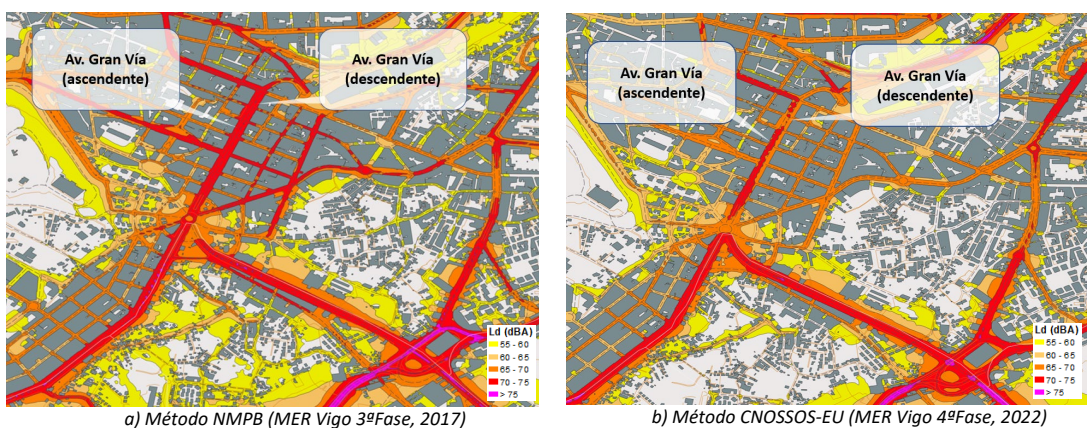 Av. Gran Vía
(ascendente)
Av. Gran Vía
(descendente)
Ld (dBA)
55 - 60
60 - 65
65 - 70
70 - 75
> 75
a) Método NMPB (MER Vigo 3ªFase, 2017)
Av. Gran Vía
(ascendente)
Av. Gran Vía
(descendente)
Ld (dBA)
55 - 60
60 - 65
65 - 70
70 - 75
> 75
b) Método CNOSSOS-EU (MER Vigo 4ªFase, 2022)